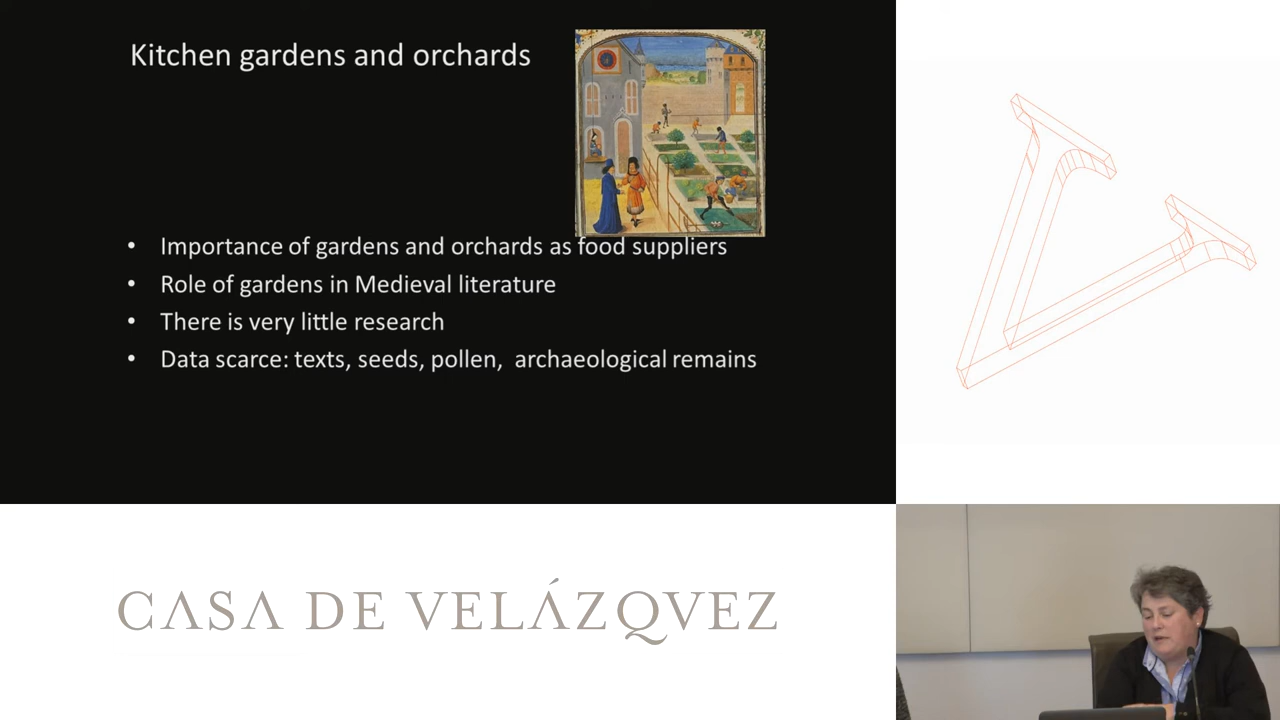 Kitchen gardens and orchards
• Importance of gardens and orchards as food suppliers
• Role of gardens in Medieval literature
• There is very little research
• Data scarce: texts, seeds, pollen, archaeological remains
CASA DE VELÁZQVEZ